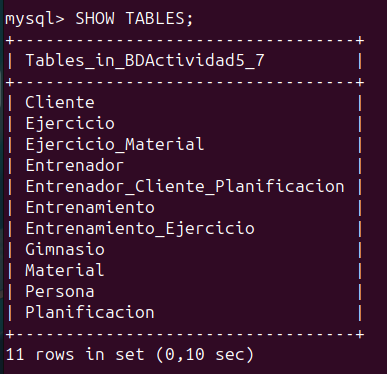 mysql> SHOW TABLES;
+----------------------------------+
| Tables_in_BDActividad5_7         |
+----------------------------------+
| Cliente                          |
| Ejercicio                        |
| Ejercicio_Material               |
| Entrenador                       |
| Entrenador_Cliente_Planificacion |
| Entrenamiento                    |
| Entrenamiento_Ejercicio          |
| Gimnasio                         |
| Material                         |
| Persona                          |
| Planificacion                    |
+----------------------------------+
11 rows in set (0,10 sec)